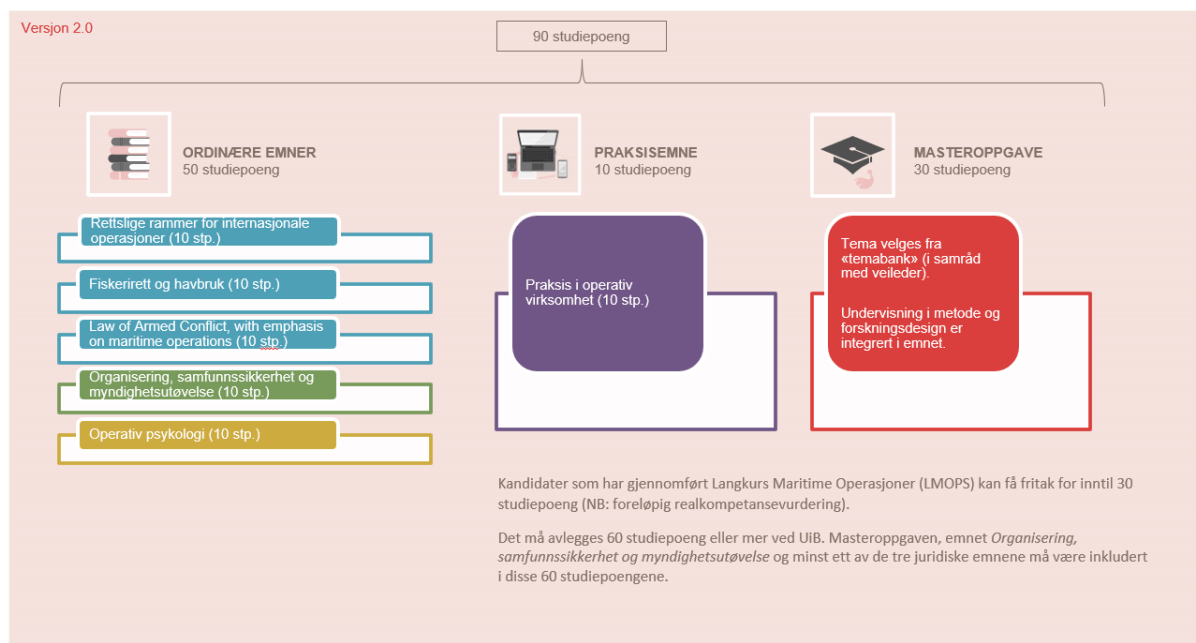 Versjon 2.0
90 studiepoeng
ORDINÆRE EMNER
50 studiepoeng
Rettslige rammer for internasjonale
operasjoner (10 stp.)
Fiskerirett og havbruk (10 stp.)
Law of Armed Conflict, with emphasis
on maritime operations (10 stp.)
Organisering, samfunnssikkerhet og
myndighetsutøvelse (10 stp.)
Operativ psykologi (10 stp.)
PRAKSISEMNE
10 studiepoeng
Praksis i operativ
virksomhet (10 stp.)
MASTEROPPGAVE
30 studiepoeng
Tema velges fra
«temabank» (i samråd
med veileder).
Undervisning i metode og
forskningsdesign er
integrert i emnet.
Kandidater som har gjennomført Langkurs Maritime Operasjoner (LMOPS) kan få fritak for inntil 30
studiepoeng (NB: foreløpig realkompetansevurdering).
Det må avlegges 60 studiepoeng eller mer ved UiB. Masteroppgaven, emnet Organisering,
samfunnssikkerhet og myndighetsutøvelse og minst ett av de tre juridiske emnene må være inkludert
i disse 60 studiepoengene.